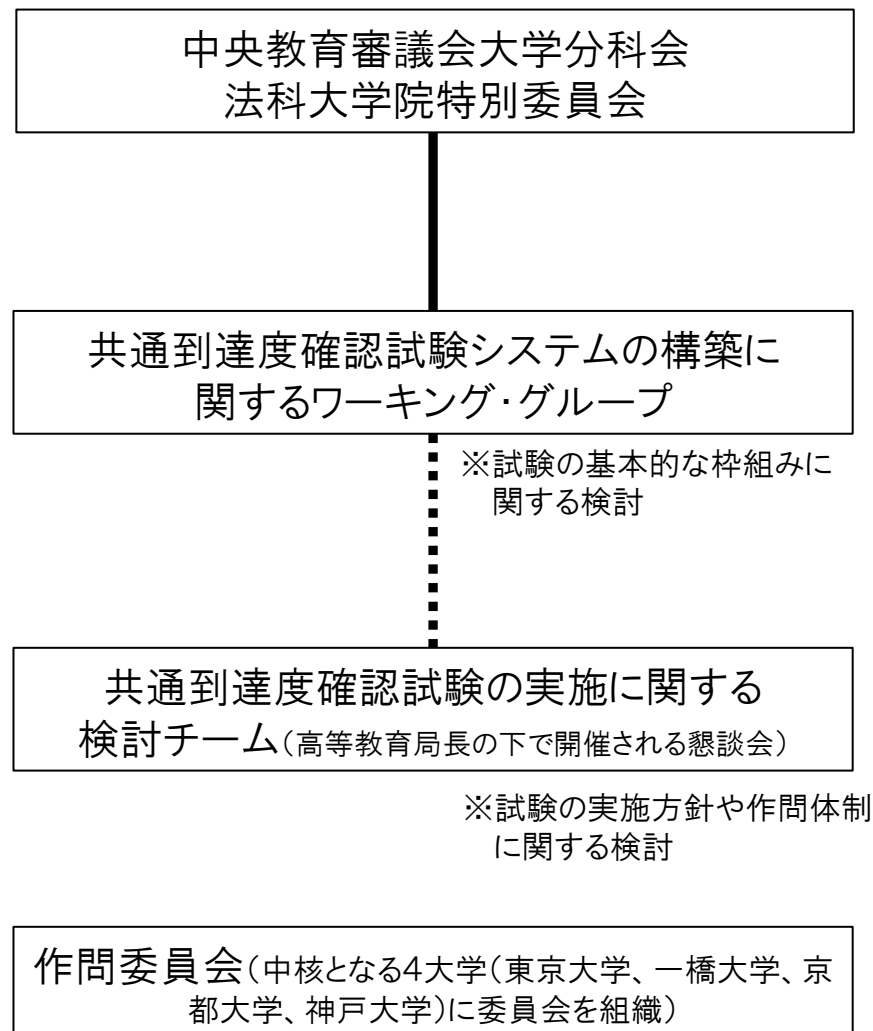 中央教育審議会大学分科会
法科大学院特別委員会
共通到達度確認試験システムの構築に
関するワーキング・グループ
※試験の基本的な枠組みに
関する検討
共通到達度確認試験の実施に関する
検討チーム(高等教育局長の下で開催される懇談会)
※試験の実施方針や作問体制
に関する検討
作問委員会(中核となる4大学(東京大学、一橋大学、京
都大学、神戸大学)に委員会を組織)